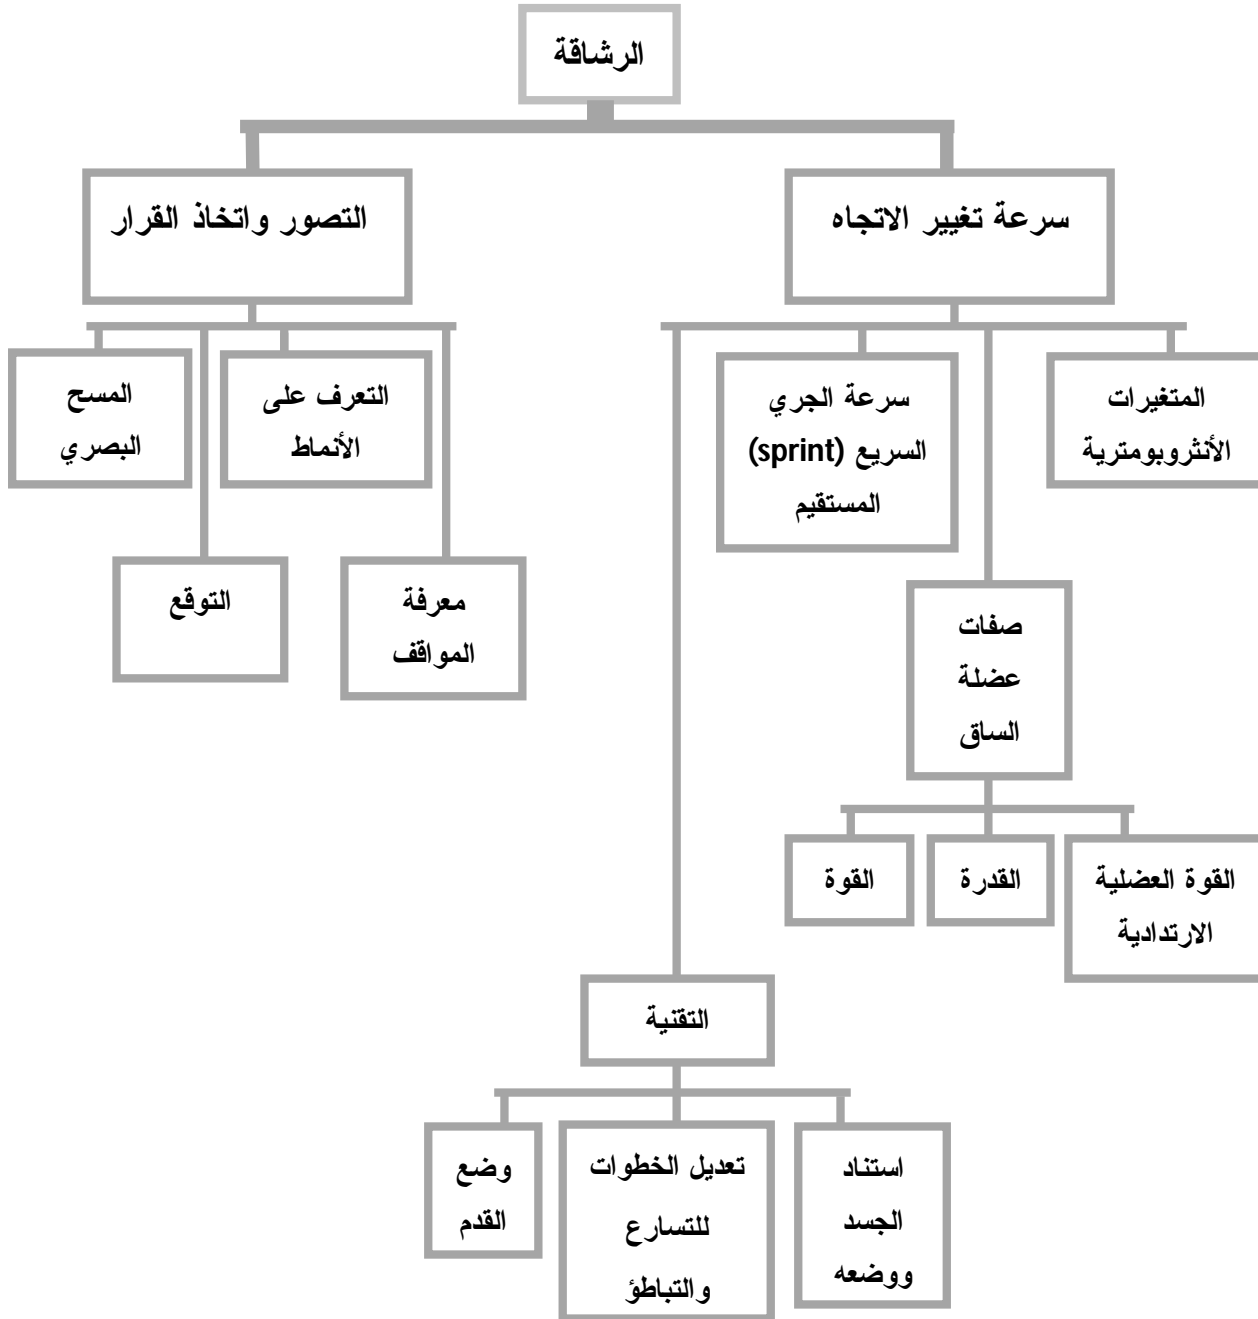 الرشاقة
سرعة تغيير الاتجاه
التصور واتخاذ القرار
المتغيرات
الأنثروبومترية
سرعة الجري
السريع (sprint)
المستقيم
التعرف على
الأنماط
المسح
البصري
معرفة
المواقف
التوقع
صفات
عضلة
الساق
القوة العضلية
الارتدادية
القدرة
القوة
التقنية
استناد
الجسد
ووضعه
تعديل الخطوات
للتسارع
والتباطؤ
وضع
القدم